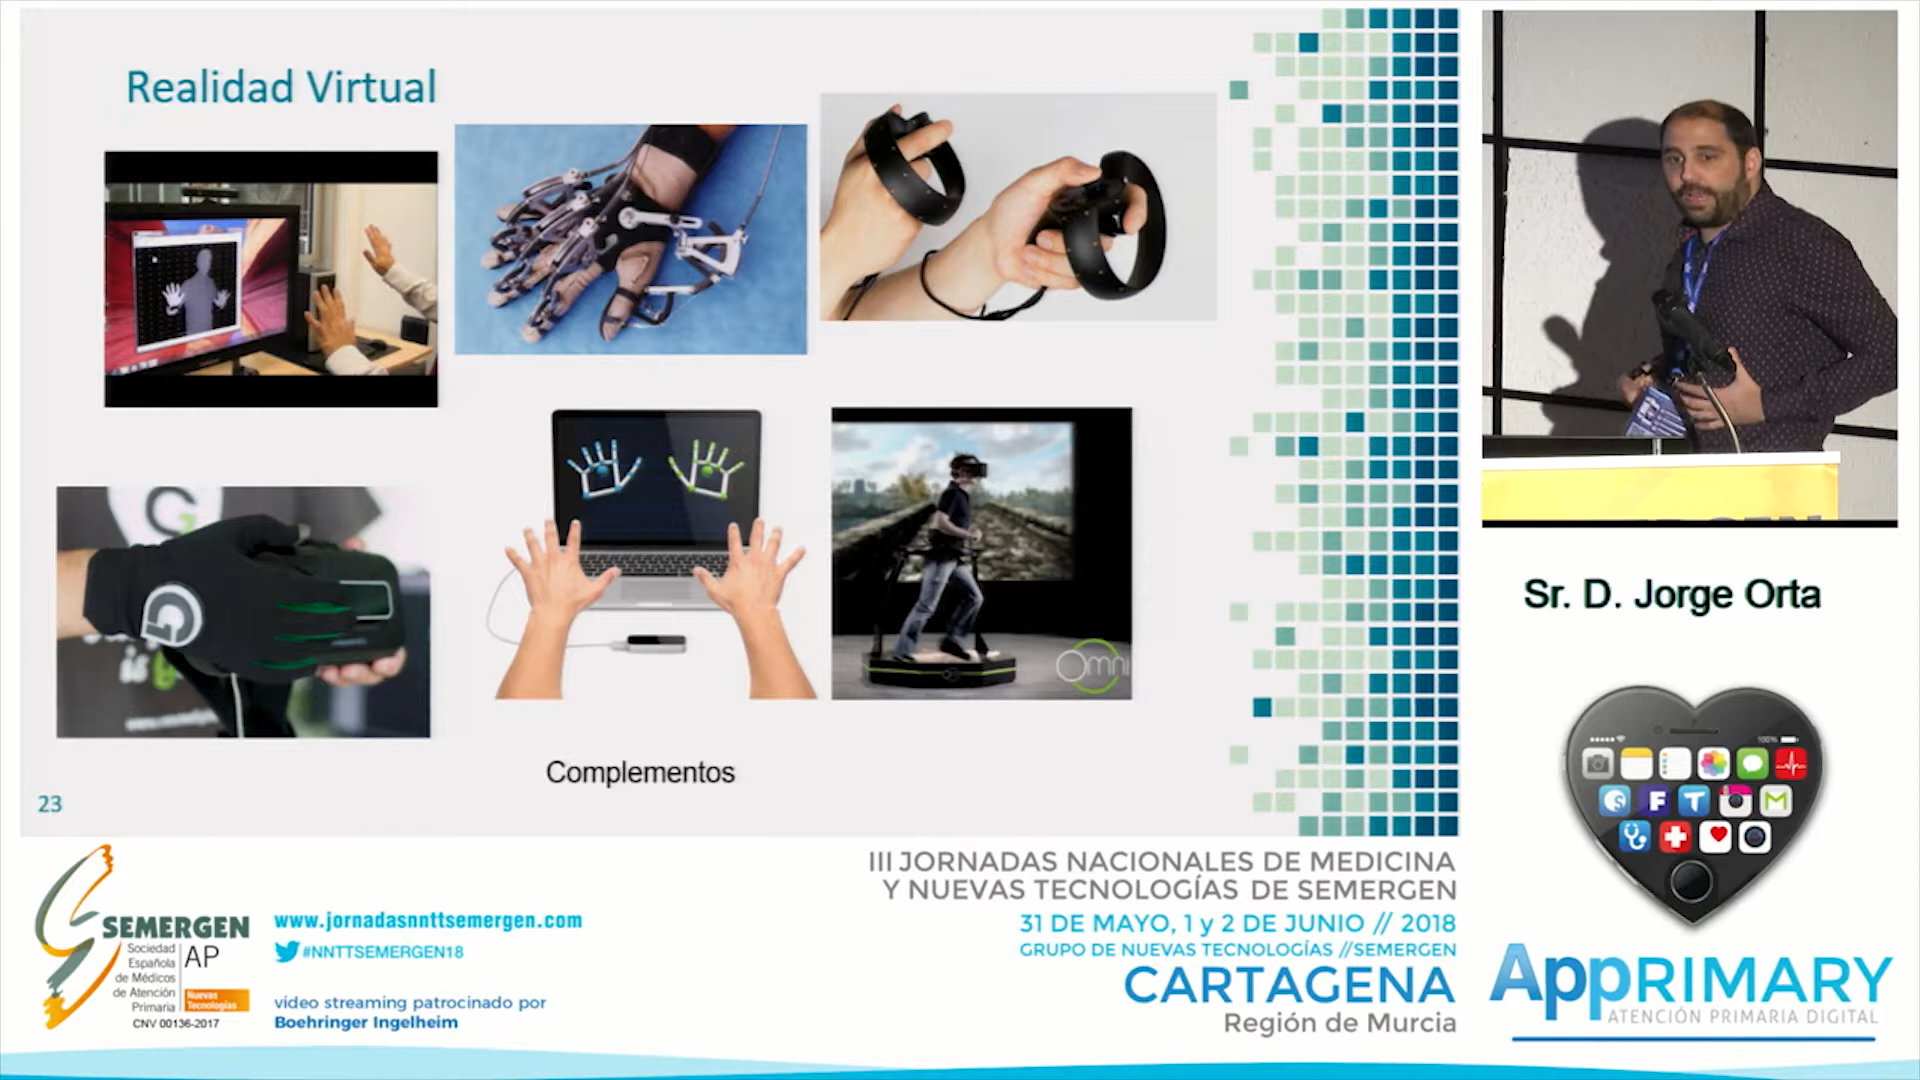 Realidad Virtual
Omni
Complementos
23
Sr. D. Jorge Orta
100%
SEMERGEN
Sociedad
Española
de Médicos
de Atención
Primaria
AP
Nuevas
Tecnologías
CNV 00136-2017
www.jornadasnnttsemergen.com
#NNTTSEMERGEN18
video streaming patrocinado por
Boehringer Ingelheim
III JORNADAS NACIONALES DE MEDICINA
Y NUEVAS TECNOLOGÍAS DE SEMERGEN
31 DE MAYO, 1 y 2 DE JUNIO // 2018
GRUPO DE NUEVAS TECNOLOGÍAS //SEMERGEN
CARTAGENA
Región de Murcia
AppRIMARY
ATENCIÓN PRIMARIA DIGITAL